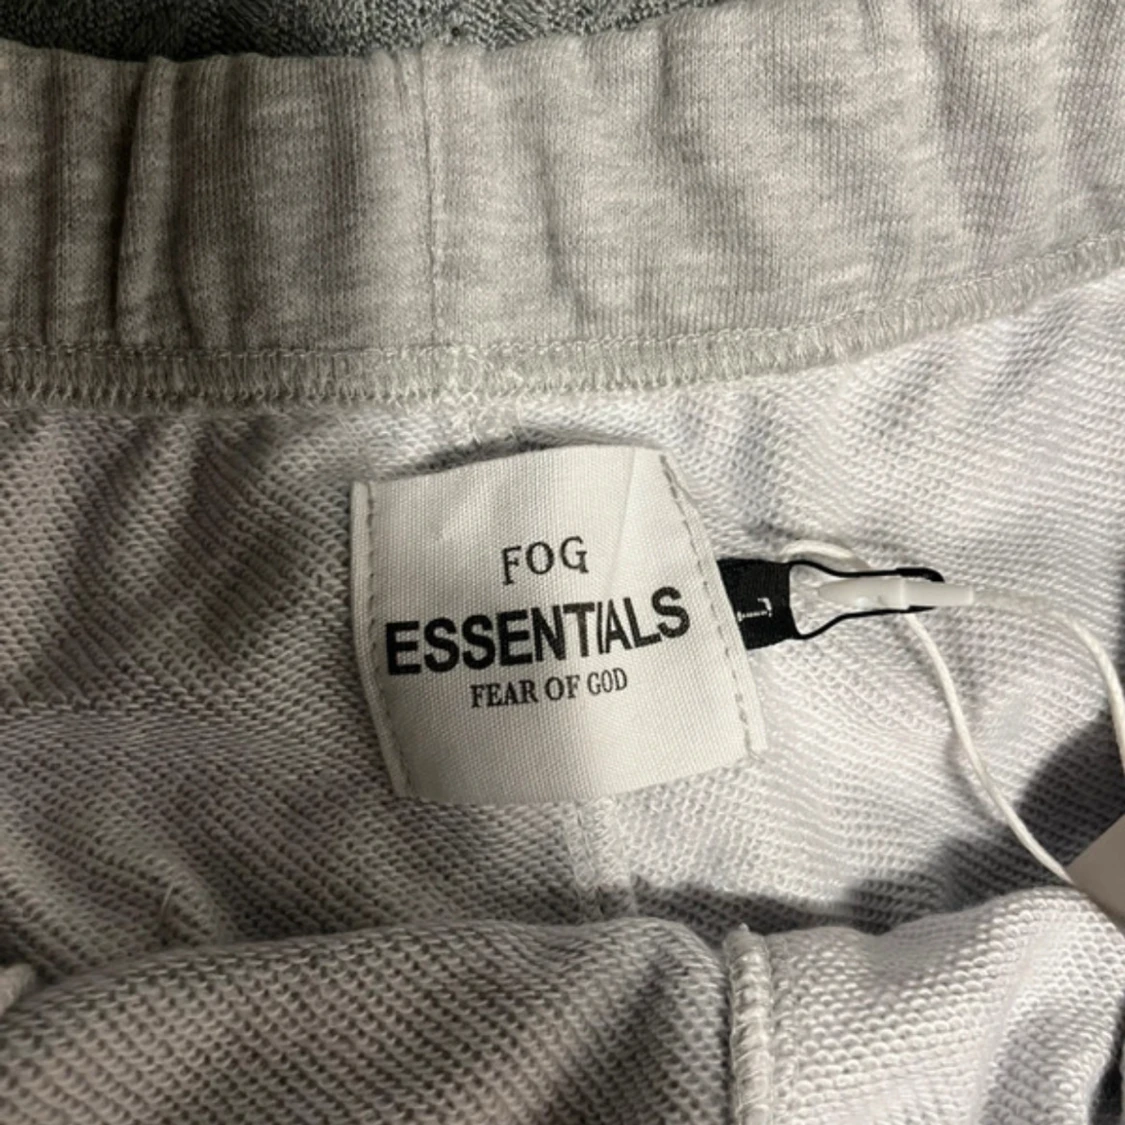 FOG
ESSENTIALS
FEAR OF GOD
L